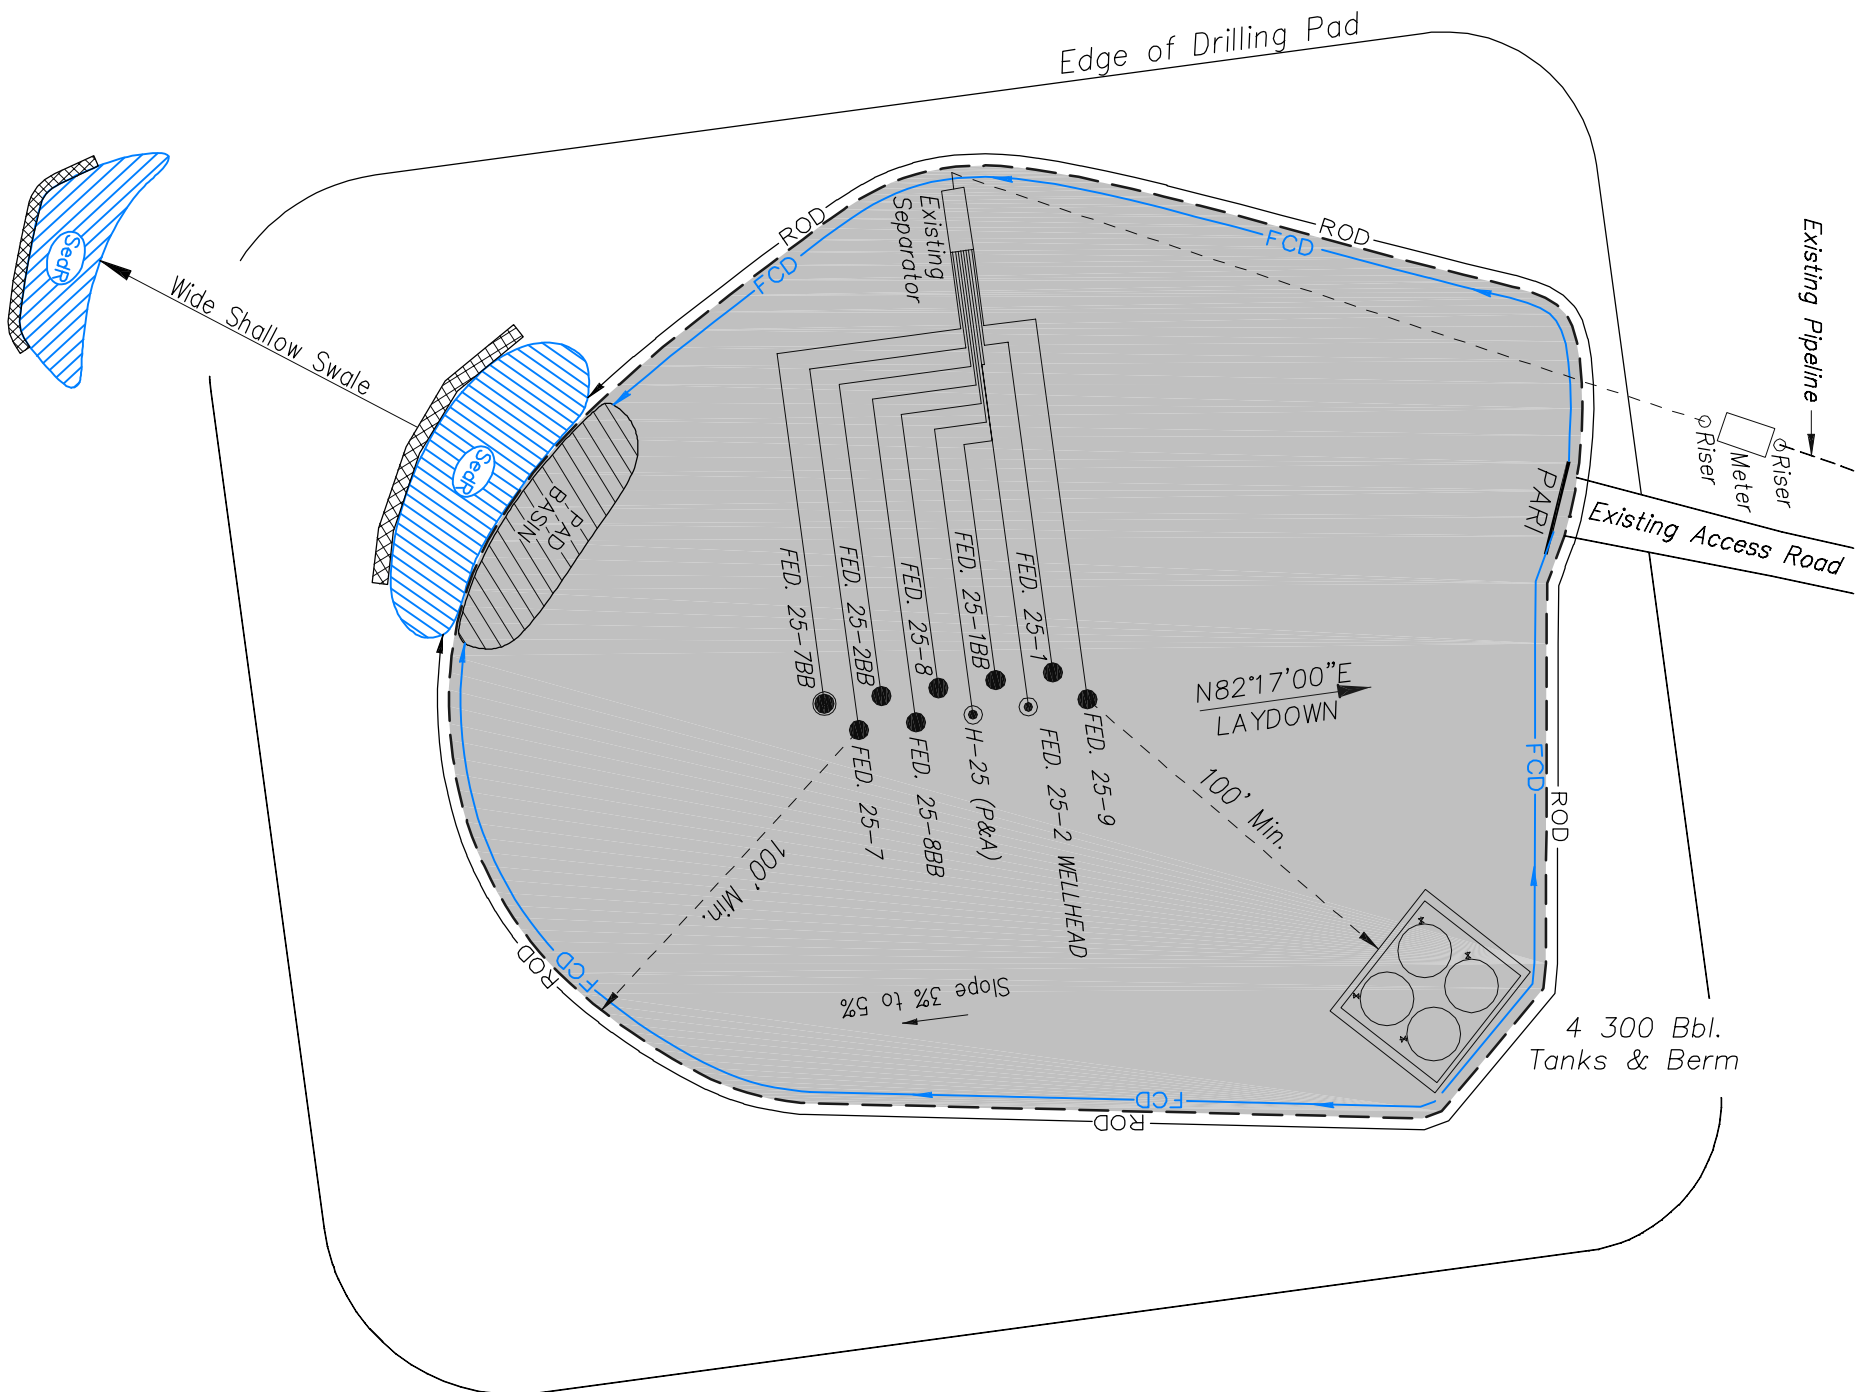 Edge of Drilling Pad
ROD
FCD
ROD
FCD
Existing
Separator
Existing Pipeline
SedR
Wide Shallow Swale
SedR
B-PAD
BASIN
Riser
Meter
Riser
PARI
Existing Access Road
FED. 25-7BB
FED. 25-2BB
FED. 25-8
FED. 25-1BB
FED. 25-1
N82°17'00"E
LAYDOWN
FED. 25-7
FED. 25-8BB
H-25 (P&A)
FED. 25-2 WELLHEAD
FED. 25-9
100' Min.
100' Min.
FCD
ROD
ROD
FCD
Slope 3% to 5%
4 300 Bbl.
Tanks & Berm
FCD
ROD